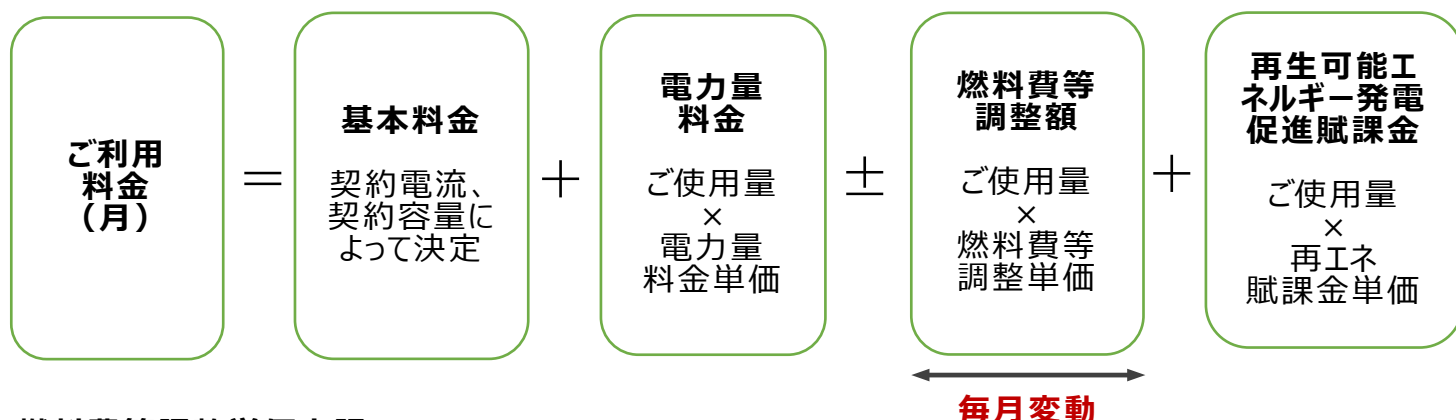 ご利用
料金
(月)
＝
基本料金
契約電流、
契約容量に
よって決定
＋
電力量
料金
ご使用量
×
電力量
料金単価
±
燃料費等
調整額
ご使用量
×
燃料費等
調整単価
＋
再生可能エ
ネルギー発電
促進賦課金
ご使用量
×
再エネ
賦課金単価
毎月変動